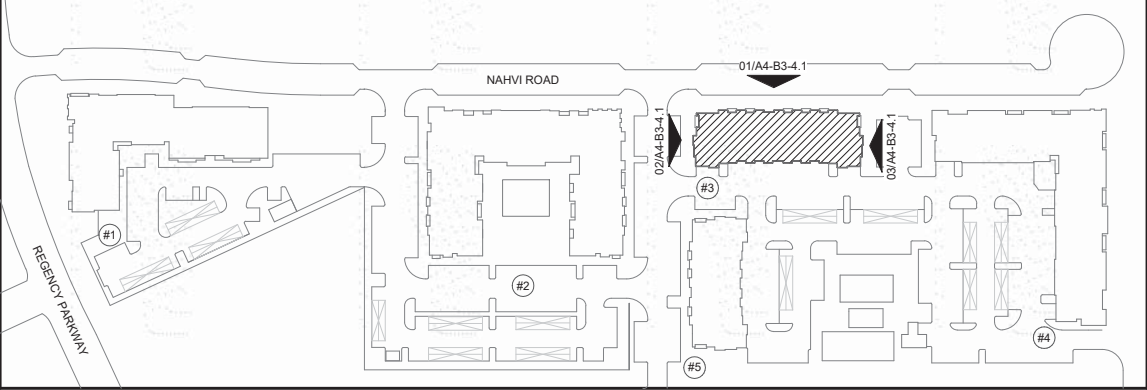 01/A4-B3-4.1
NAHVI ROAD
02/A4-B3-4.1
03/A4-B3-4.1
#3
#1
REGENCY PARKWAY
#2
#4
#5